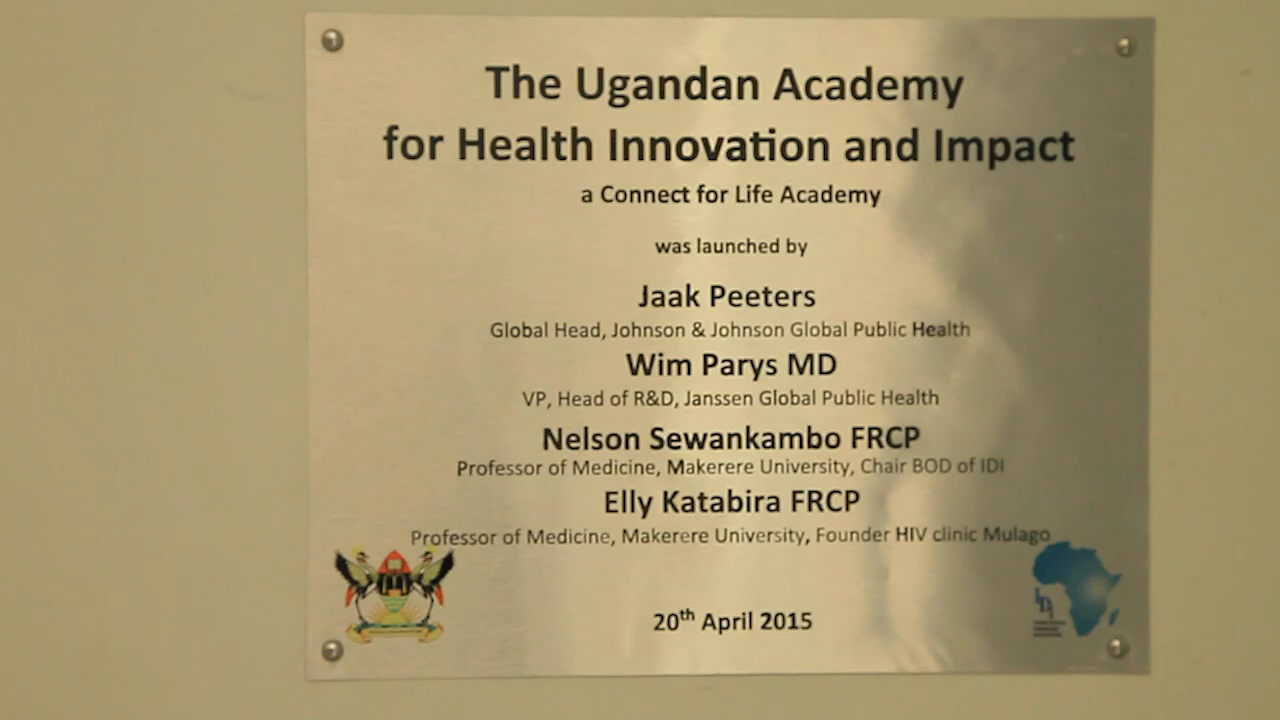 The Ugandan Academy
for Health Innovation and Impact
a Connect for Life Academy
was launched by
Jaak Peeters
Global Head, Johnson & Johnson Global Public Health
Wim Parys MD
VP, Head of R&D, Janssen Global Public Health
Nelson Sewankambo FRCP
Professor of Medicine, Makerere University, Chair BOD of IDI
Elly Katabira FRCP
Professor of Medicine, Makerere University, Founder HIV clinic Mulago
IDI
20th April 2015